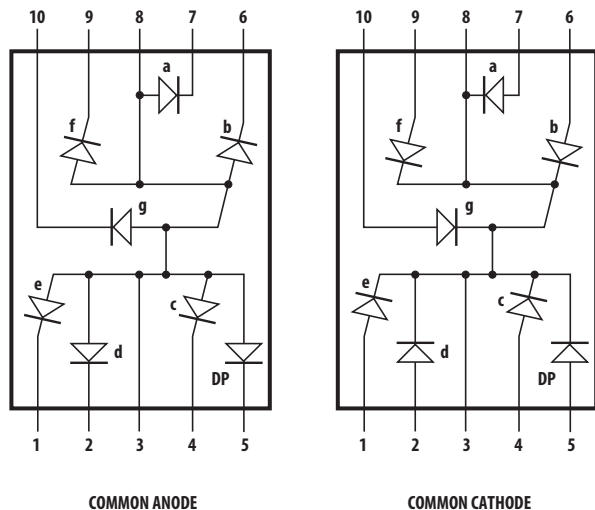 10 9 8 7 6 10 9 8 7 6
a a
f b f b
g g
e c e c
d d
DP DP
1 2 3 4 5 1 2 3 4 5
COMMON ANODE COMMON CATHODE